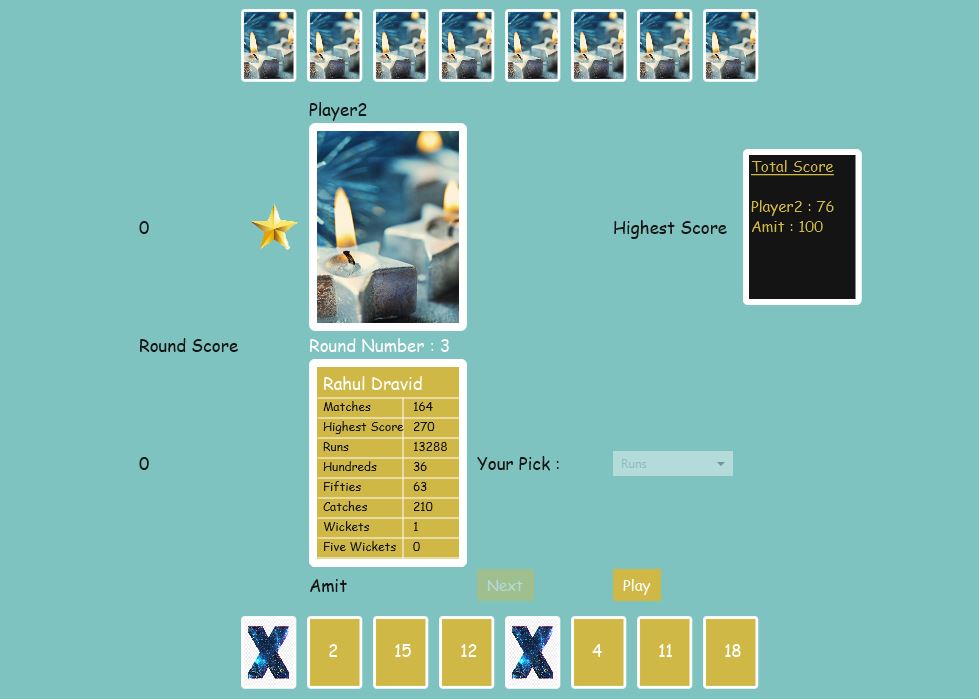 Player2
0
Highest Score
Total Score
Player2 : 76
Amit : 100
Round Score
Round Number : 3
Rahul Dravid
Matches 164
Highest Score 270
Runs 13288
Hundreds 36
Fifties 63
Catches 210
Wickets 1
Five Wickets 0
0
Your Pick :
Runs
Amit
Next
Play
X 2 15 12 X 4 11 18